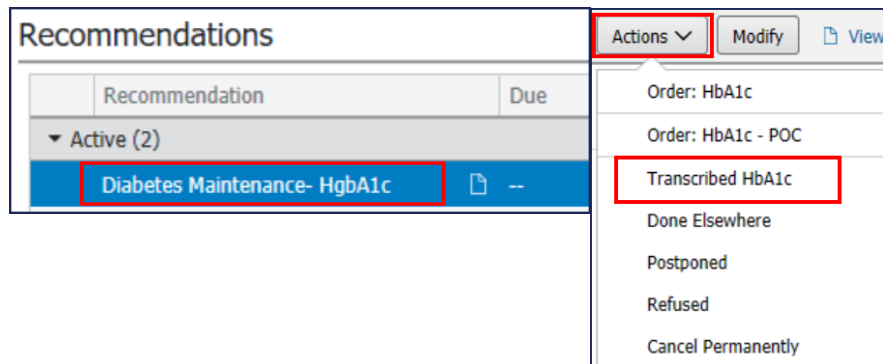 Recommendations
Recommendation Due
Active (2)
Diabetes Maintenance- HgbA1c --
Actions Modify View
Order: HbA1c
Order: HbA1c - POC
Transcribed HbA1c
Done Elsewhere
Postponed
Refused
Cancel Permanently